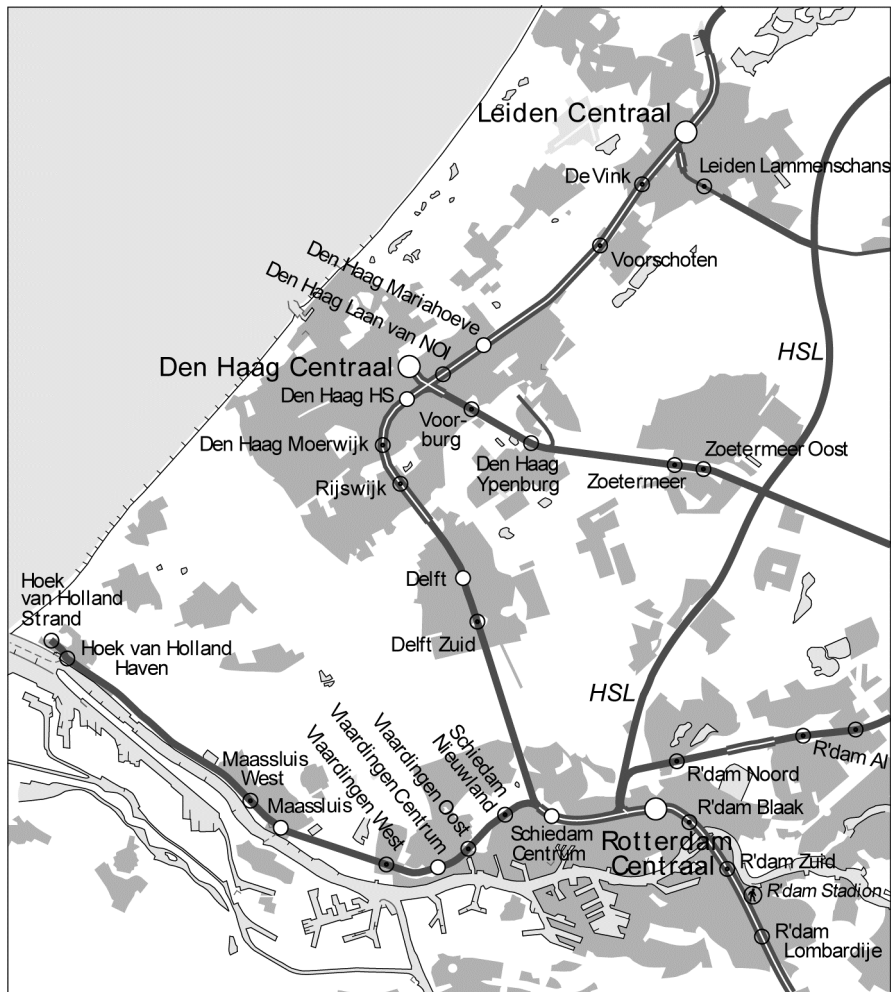 Leiden Centraal
De Vink
Leiden Lammenschans
Voorschoten
Den Haag Mariahoeve
Den Haag Laan van NOI
HSL
Den Haag Centraal
Den Haag HS
Voor-
burg
Den Haag Moerwijk
Den Haag
Ypenburg
Zoetermeer Oost
Zoetermeer
Rijswijk
Delft
Delft Zuid
Hoek
van Holland
Strand
Hoek van Holland
Haven
HSL
Maassluis
West
Maassluis
Vlaardingen West
Vlaardingen Centrum
Vlaardingen Oost
Schiedam
Nieuwland
Schiedam
Centrum
R'dam Al
R'dam Noord
R'dam Blaak
Rotterdam
Centraal
R'dam Zuid
R'dam Stadion
R'dam
Lombardije